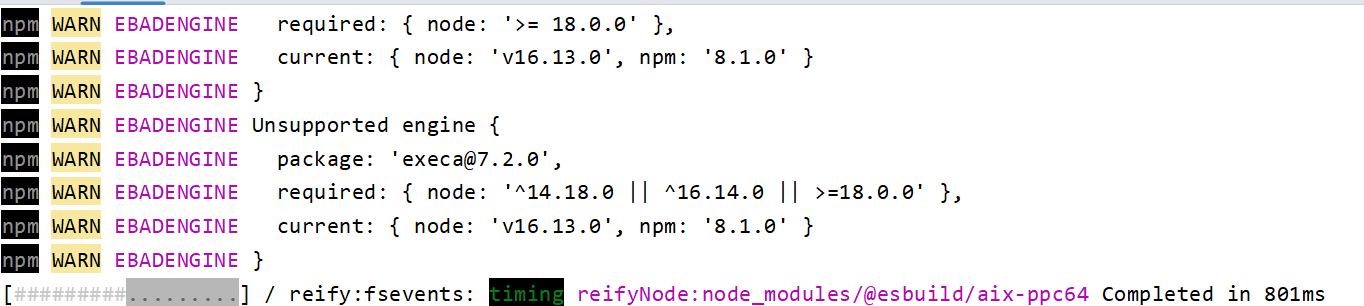 npm WARN EBADENGINE   required: { node: '>= 18.0.0' },
npm WARN EBADENGINE   current: { node: 'v16.13.0', npm: '8.1.0' }
npm WARN EBADENGINE }
npm WARN EBADENGINE Unsupported engine {
npm WARN EBADENGINE   package: 'execa@7.2.0',
npm WARN EBADENGINE   required: { node: '^14.18.0 || ^16.14.0 || >=18.0.0' },
npm WARN EBADENGINE   current: { node: 'v16.13.0', npm: '8.1.0' }
npm WARN EBADENGINE }
[#########.........] / reify:fsevents: timing reifyNode:node_modules/@esbuild/aix-ppc64 Completed in 801ms